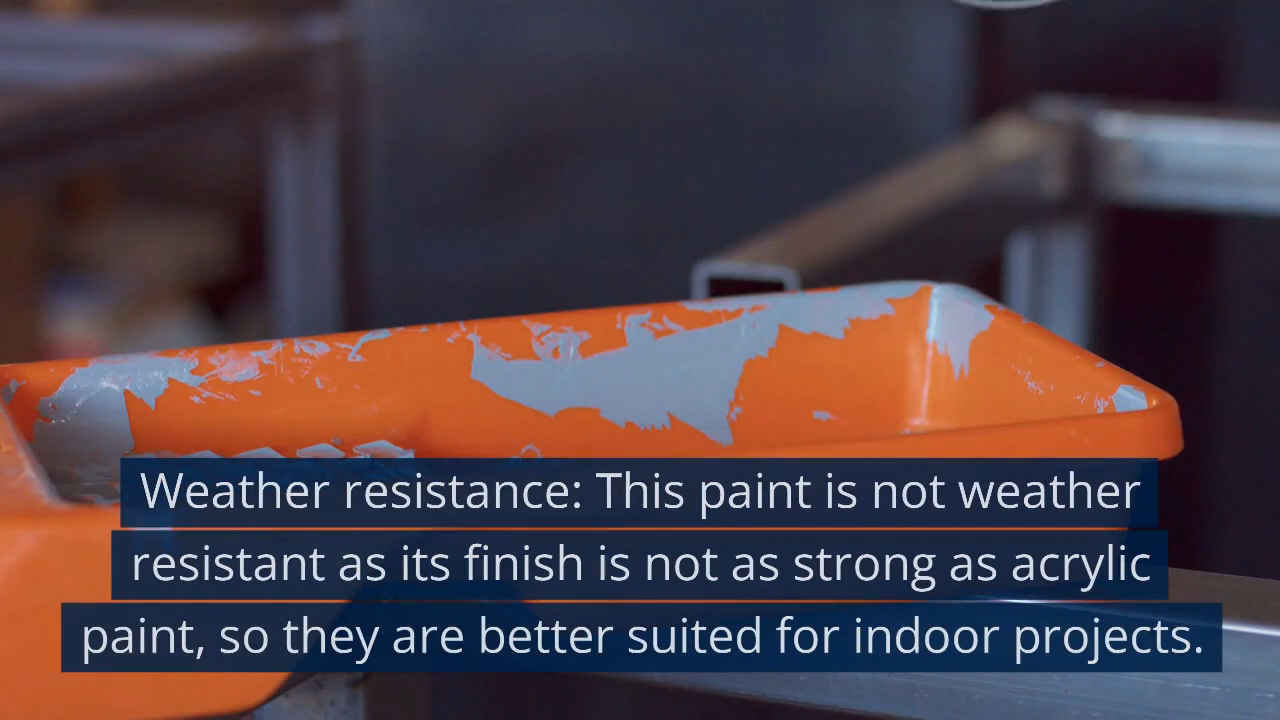 Weather resistance: This paint is not weather
resistant as its finish is not as strong as acrylic
paint, so they are better suited for indoor projects.